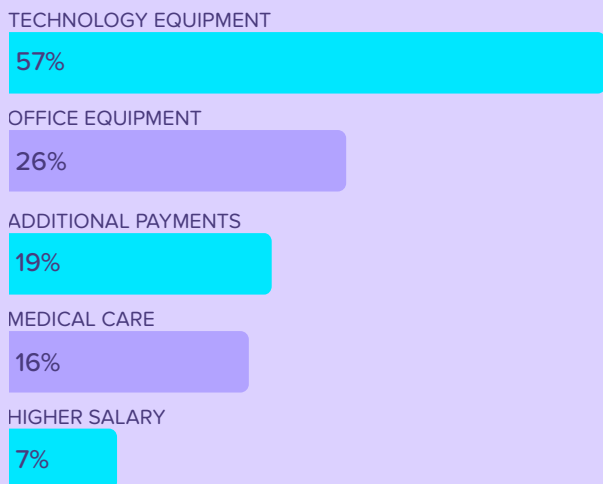 TECHNOLOGY EQUIPMENT
57%
OFFICE EQUIPMENT
26%
ADDITIONAL PAYMENTS
19%
MEDICAL CARE
16%
HIGHER SALARY
7%